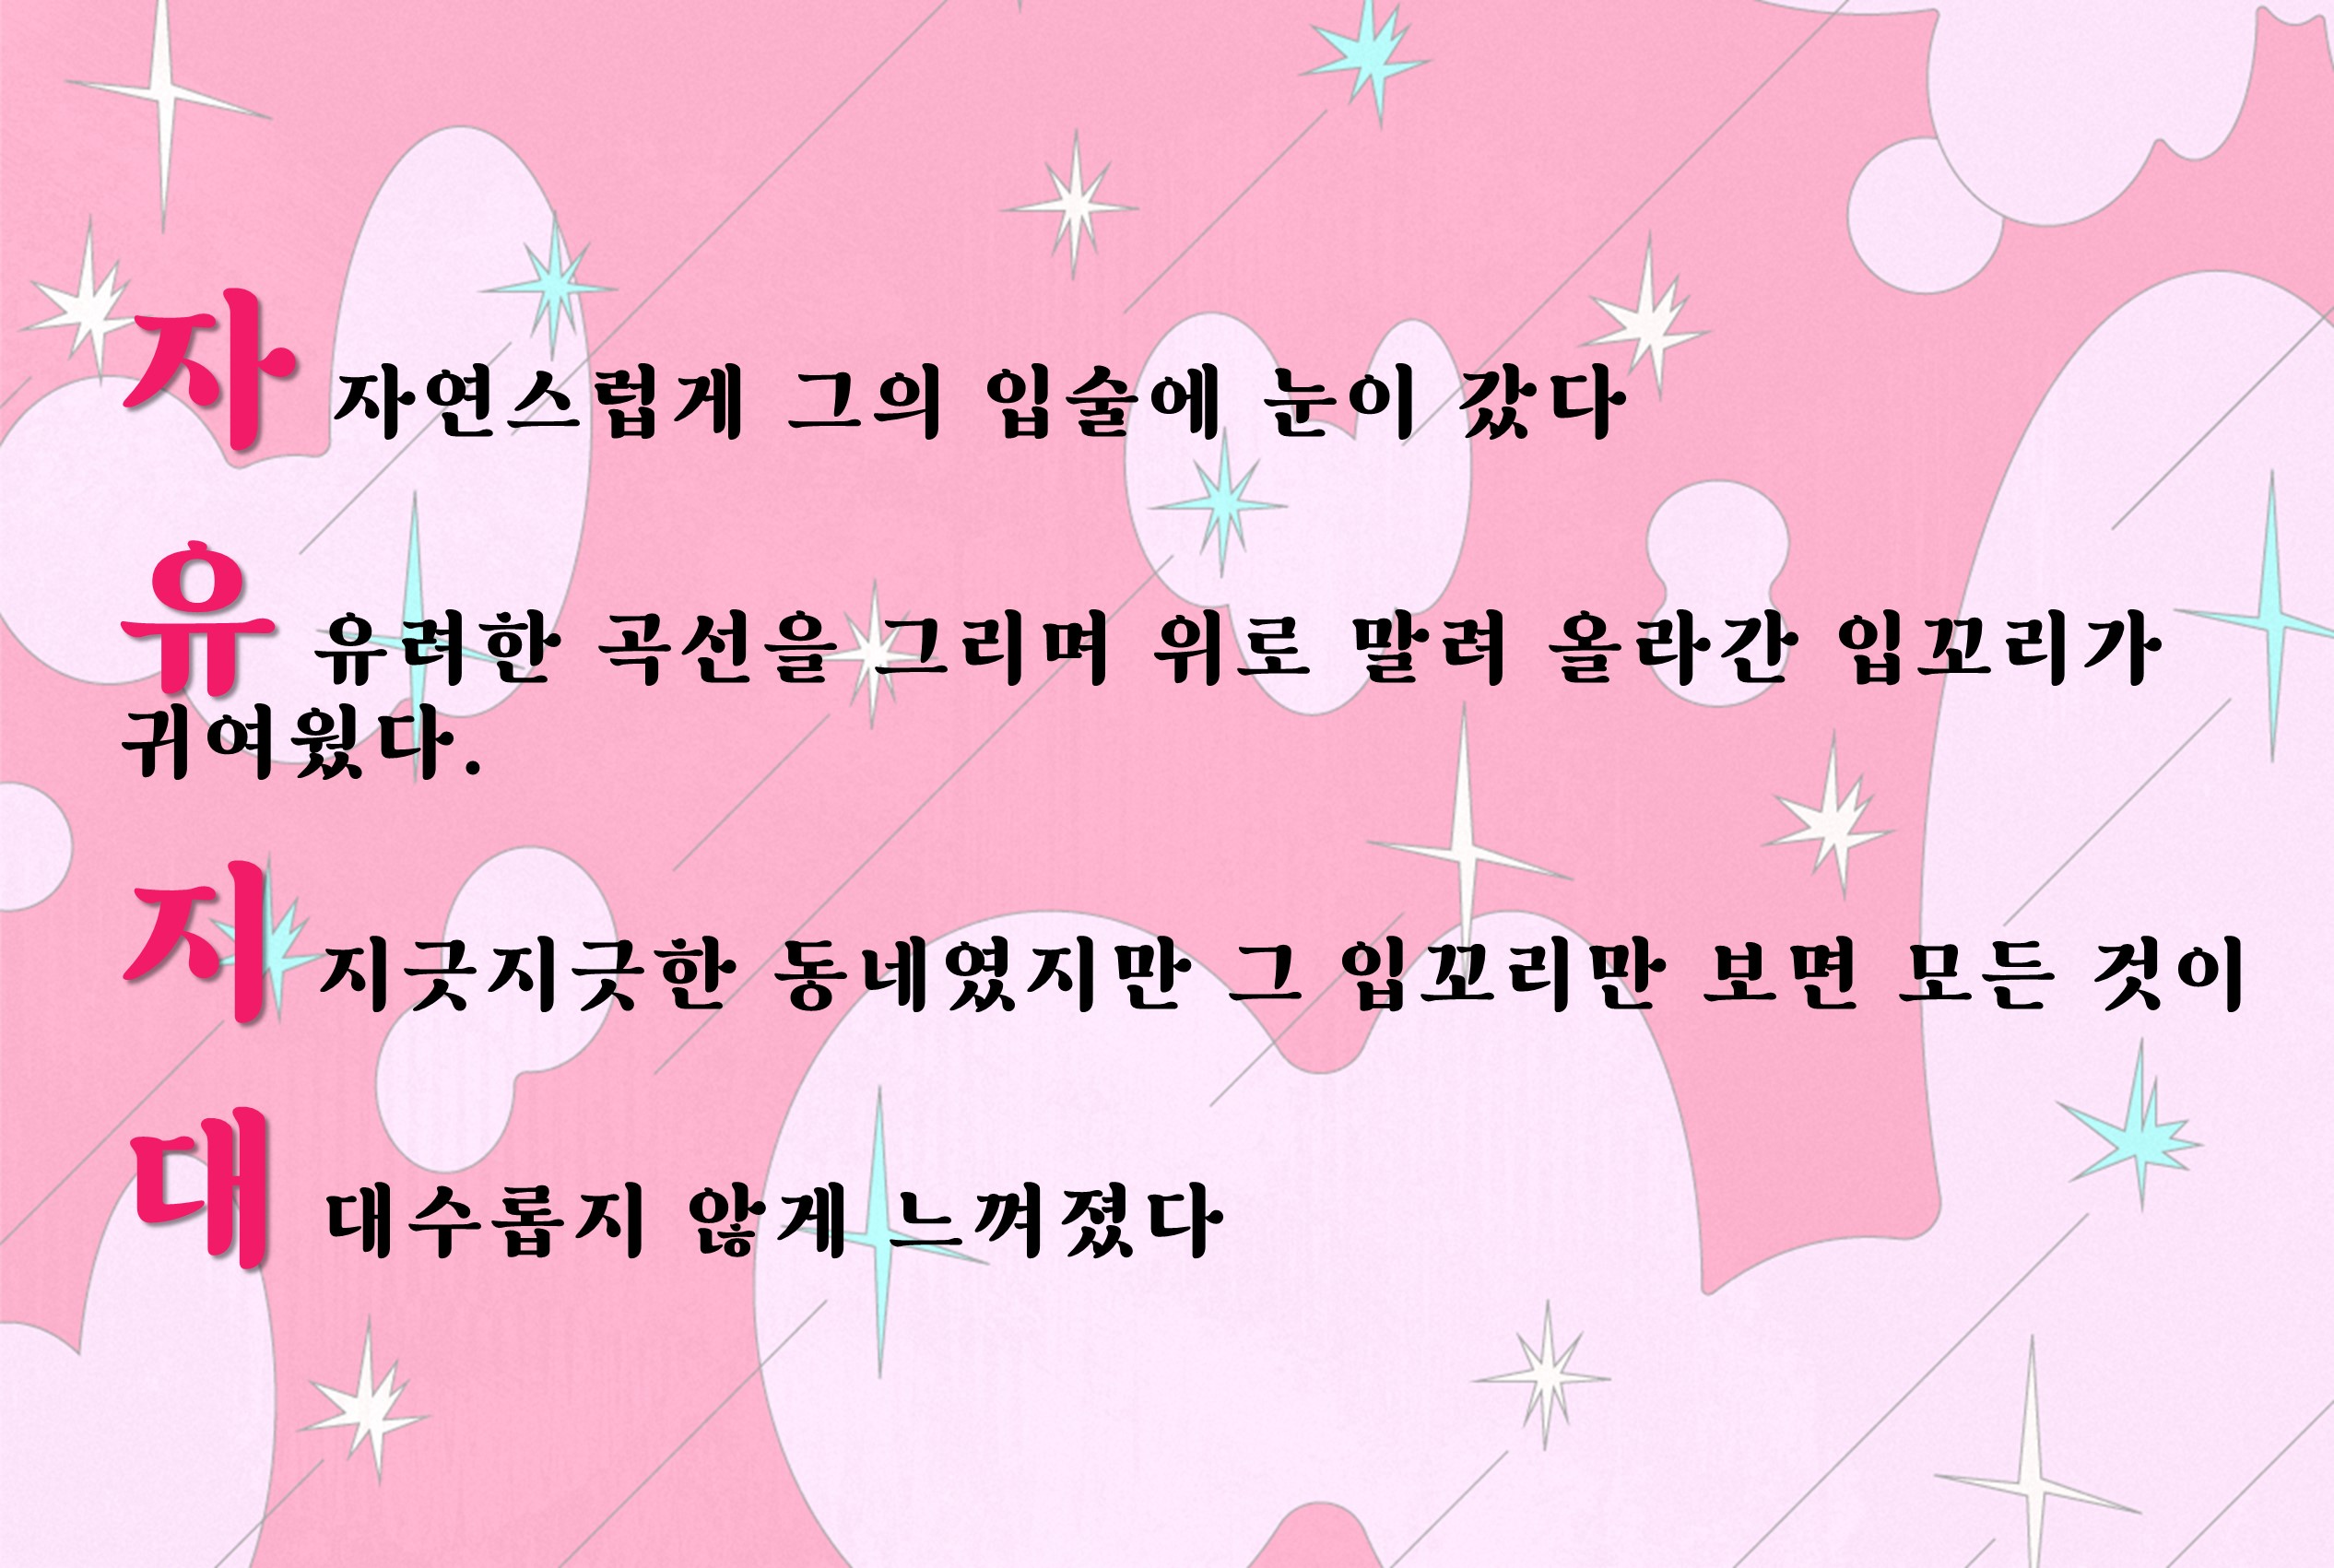 자 자연스럽게 그의 입술에 눈이 갔다
유 유려한 곡선을 그리며 위로 말려 올라간 입꼬리가
귀여웠다.
지 지긋지긋한 동네였지만 그 입꼬리만 보면 모든 것이
대 대수롭지 않게 느껴졌다